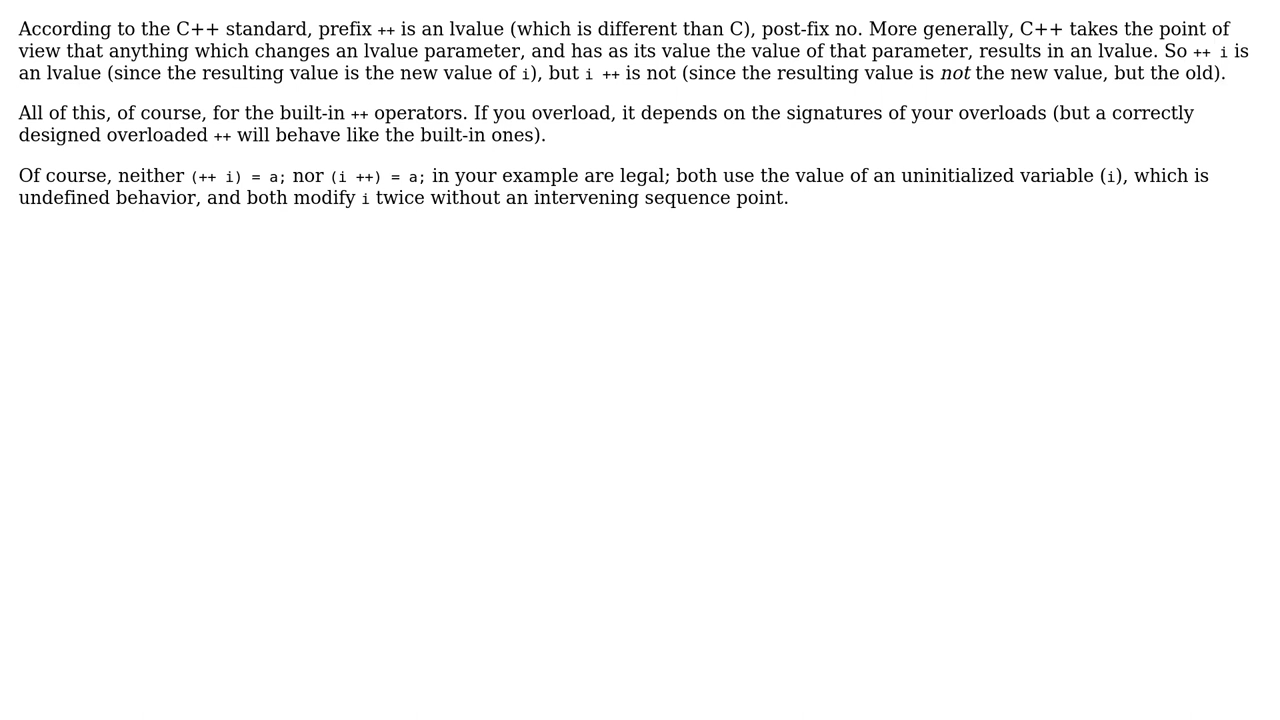 According to the C++ standard, prefix ++ is an lvalue (which is different than C), post-fix no. More generally, C++ takes the point of
view that anything which changes an lvalue parameter, and has as its value the value of that parameter, results in an lvalue. So ++ i is
an lvalue (since the resulting value is the new value of i), but i ++ is not (since the resulting value is not the new value, but the old).
All of this, of course, for the built-in ++ operators. If you overload, it depends on the signatures of your overloads (but a correctly
designed overloaded ++ will behave like the built-in ones).
Of course, neither (++ i) = a; nor (i ++) = a; in your example are legal; both use the value of an uninitialized variable (i), which is
undefined behavior, and both modify i twice without an intervening sequence point.